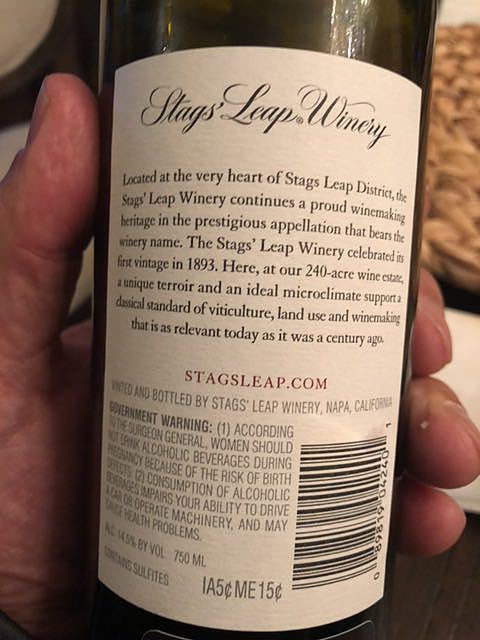 Stags' Leap® Winery
Located at the very heart of Stags Leap District, the
Stags' Leap Winery continues a proud winemaking
heritage in the prestigious appellation that bears the
winery name. The Stags' Leap Winery celebrated its
first vintage in 1893. Here, at our 240-acre wine estate,
a unique terroir and an ideal microclimate support a
classical standard of viticulture, land use and winemaking
that is as relevant today as it was a century ago.
STAGSLEAP.COM
VINTED AND BOTTLED BY STAGS' LEAP WINERY, NAPA, CALIFORNIA
GOVERNMENT WARNING: (1) ACCORDING
TO THE SURGEON GENERAL, WOMEN SHOULD
NOT DRINK ALCOHOLIC BEVERAGES DURING
PREGNANCY BECAUSE OF THE RISK OF BIRTH
DEFECTS. (2) CONSUMPTION OF ALCOHOLIC
BEVERAGES IMPAIRS YOUR ABILITY TO DRIVE
A CAR OR OPERATE MACHINERY, AND MAY
CAUSE HEALTH PROBLEMS.
ALC. 14.5% BY VOL 750 ML
CONTAINS SULFITES
IA5¢ ME15¢
0 89819 04240 1